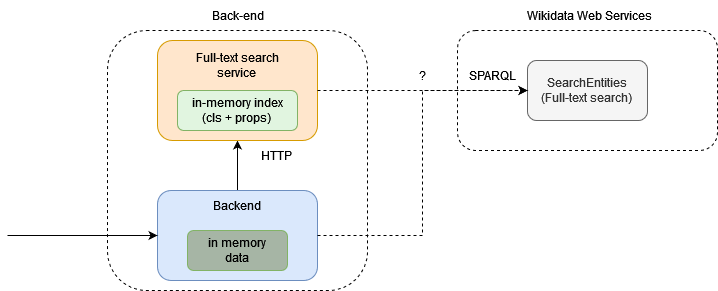 Back-end
Wikidata Web Services
Full-text search
service
in-memory index
(cls + props)
?
SPARQL
SearchEntities
(Full-text search)
HTTP
Backend
in memory
data